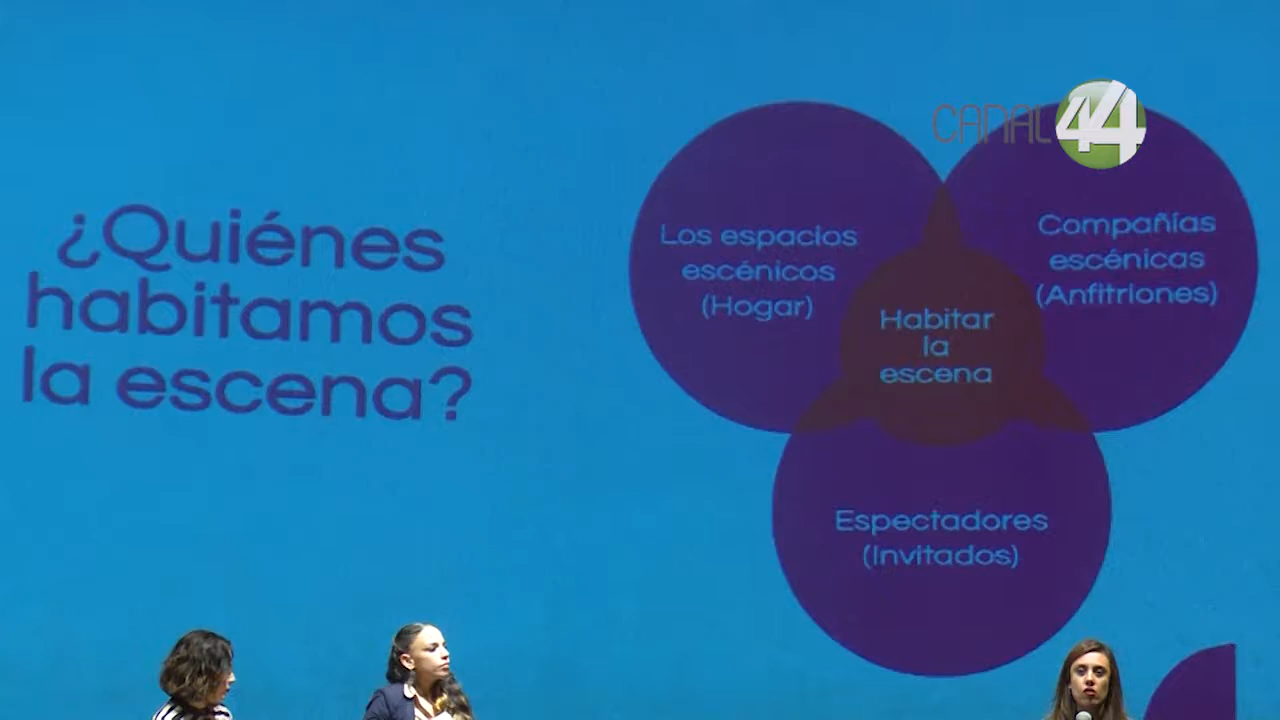 CANAL 44
¿Quiénes
habitamos
la escena?
Los espacios
escénicos
(Hogar)
Compañías
escénicas
(Anfitriones)
Habitar
la
escena
Espectadores
(Invitados)